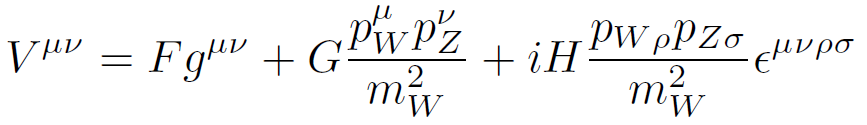 V^{\mu\nu} = F g^{\mu\nu} + G \frac{p_W^{\mu} p_Z^{\nu}}{m_W^2} + i H \frac{p_{W\rho} p_{Z\sigma}}{m_W^2} \epsilon^{\mu\nu\rho\sigma}